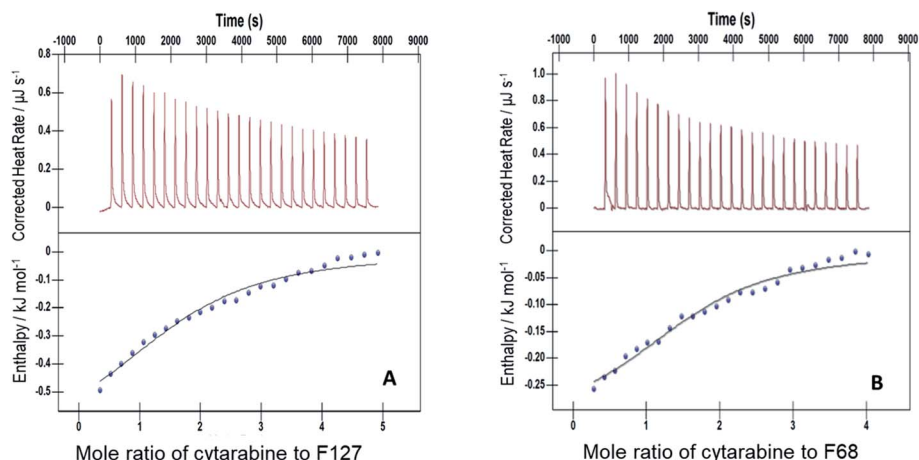 Time (s)
-1000 0 1000 2000 3000 4000 5000 6000 7000 8000 9000
Corrected Heat Rate / µJ s-1
0.8
0.6
0.4
0.2
0
Enthalpy / kJ mol-1
0
-0.1
-0.2
-0.3
-0.4
-0.5
A
0 1 2 3 4 5
Mole ratio of cytarabine to F127
Time (s)
-1000 0 1000 2000 3000 4000 5000 6000 7000 8000 9000
Corrected Heat Rate / µJ s-1
1.0
0.8
0.6
0.4
0.2
0
Enthalpy / kJ mol-1
0
-0.05
-0.10
-0.15
-0.20
-0.25
B
0 1 2 3 4
Mole ratio of cytarabine to F68